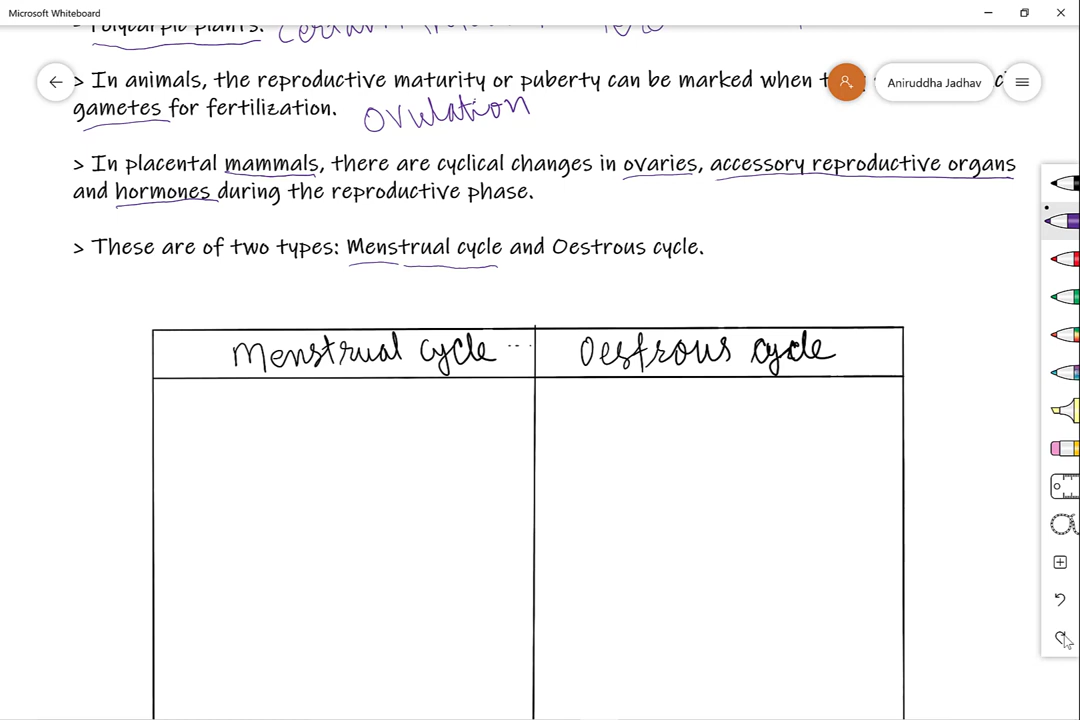 Microsoft Whiteboard
> Polycarpic plants:
> In animals, the reproductive maturity or puberty can be marked when
Aniruddha Jadhav
gametes for fertilization. ovulation
> In placental mammals, there are cyclical changes in ovaries, accessory reproductive organs
and hormones during the reproductive phase.
> These are of two types: Menstrual cycle and Oestrous cycle.
Menstrual cycle Oestrous cycle